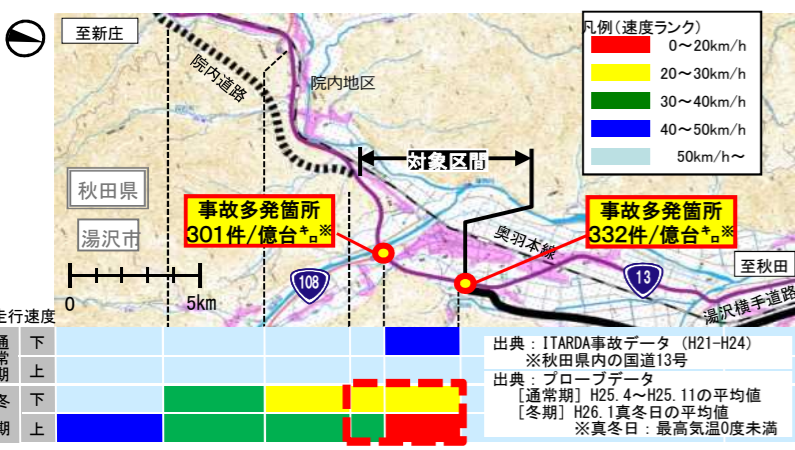 至新庄
院内道路
院内地区
凡例(速度ランク)
0～20km/h
20～30km/h
30～40km/h
40～50km/h
50km/h～
対象区間
秋田県
湯沢市
事故多発箇所
301件/億台㌔※
事故多発箇所
332件/億台㌔※
奥羽本線
108
13
至秋田
湯沢横手道路
0
5km
走行速度
通常期
下
上
冬期
下
上
出典：ITARDA事故データ（H21-H24）
※秋田県内の国道13号
出典：プローブデータ
[通常期] H25.4～H25.11の平均値
[冬期] H26.1真冬日の平均値
※真冬日：最高気温0度未満